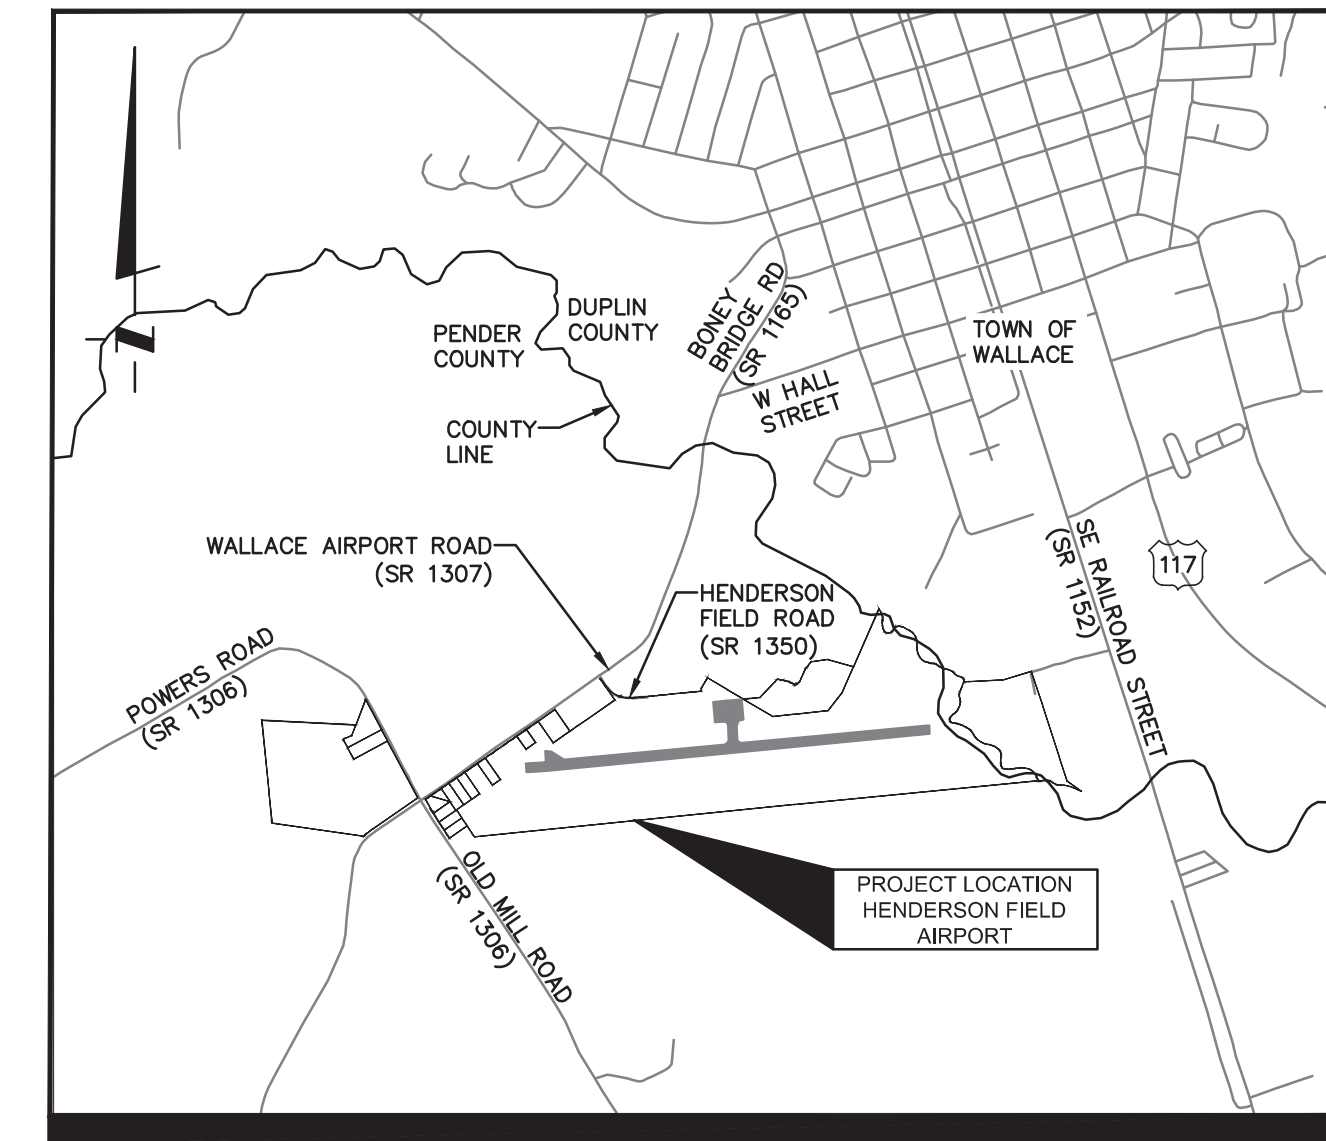 BONEY
BRIDGE RD
(SR 1165)
DUPLIN
COUNTY
PENDER
COUNTY
TOWN OF
WALLACE
W HALL
STREET
COUNTY
LINE
WALLACE AIRPORT ROAD
(SR 1307)
SE RAILROAD STREET
(SR 1152)
117
HENDERSON
FIELD ROAD
(SR 1350)
POWERS ROAD
(SR 1306)
OLD MILL ROAD
(SR 1306)
PROJECT LOCATION
HENDERSON FIELD
AIRPORT